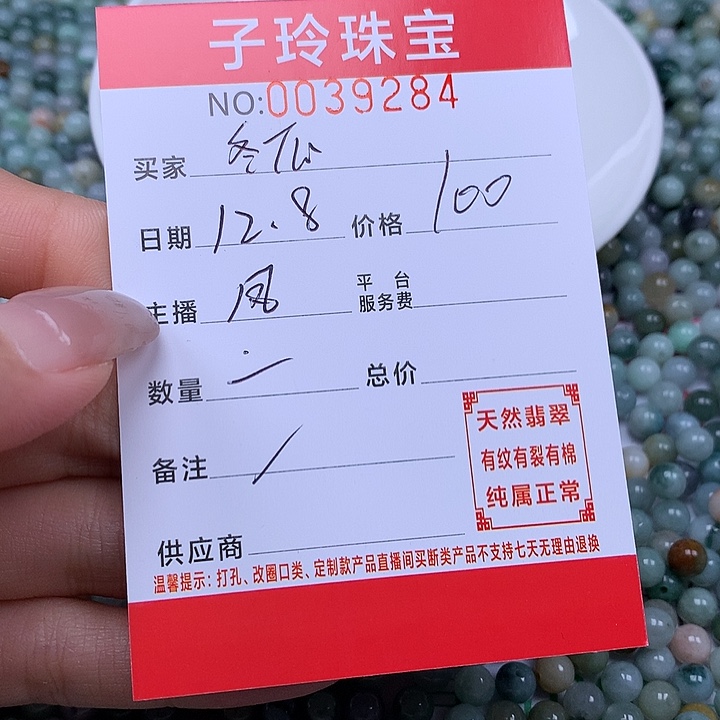 子玲珠宝
NO:0039284
买家 冬
日期 12.8 价格 100
主播 凤
平台
服务费
数量 一 总价
备注 /
天然翡翠
有纹有裂有棉
纯属正常
供应商
温馨提示:打孔、改圈口类、定制款产品直播间买断类产品不支持七天无理由退换